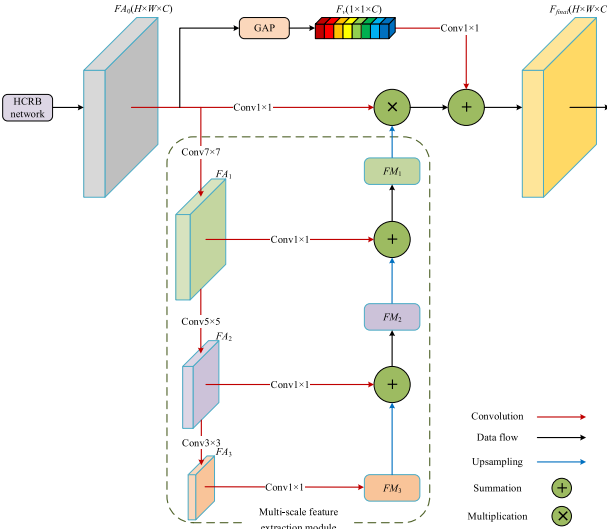 FA0(H×W×C)
Fv(1×1×C)
Ffinal(H×W×C)
GAP
Conv1×1
HCRB
network
Conv1×1
Conv7×7
FM1
FA1
Conv1×1
Conv5×5
FM2
FA2
Conv1×1
Conv3×3
FA3
Conv1×1
FM3
Multi-scale feature
extraction module
Convolution
Data flow
Upsampling
Summation
Multiplication